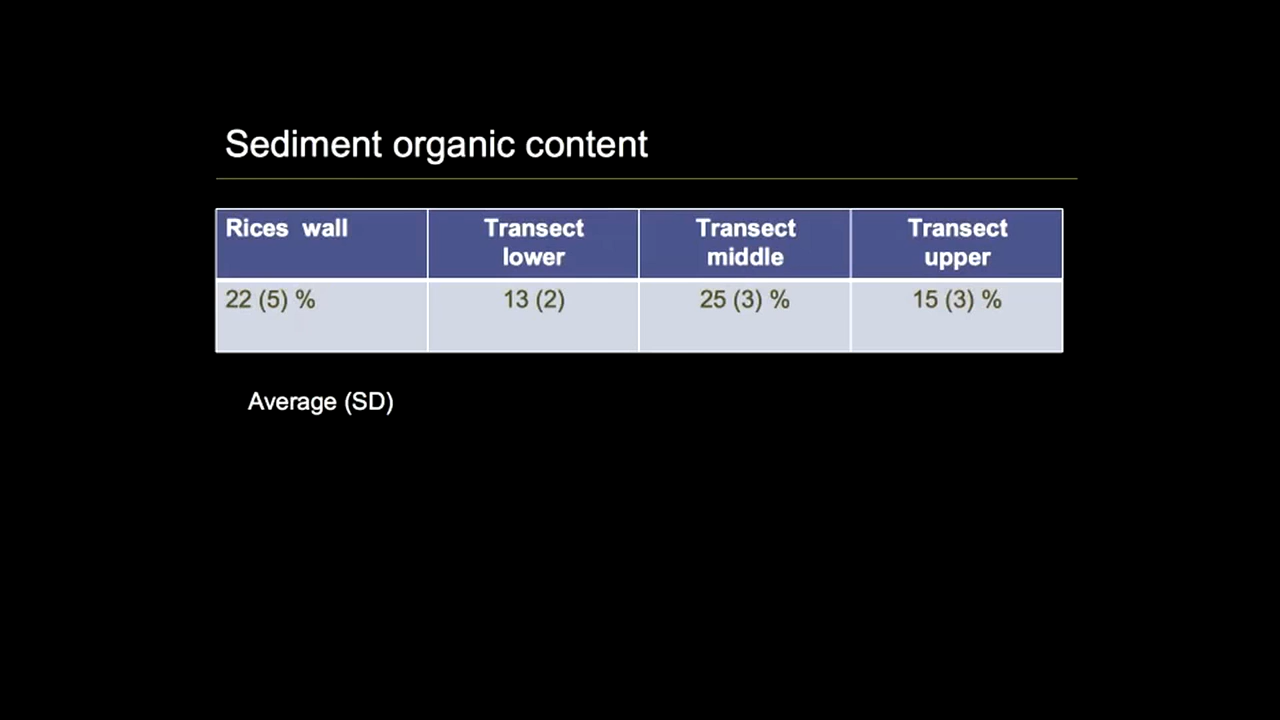 Sediment organic content
Rices wall
Transect lower
Transect middle
Transect upper
22 (5) %
13 (2)
25 (3) %
15 (3) %
Average (SD)